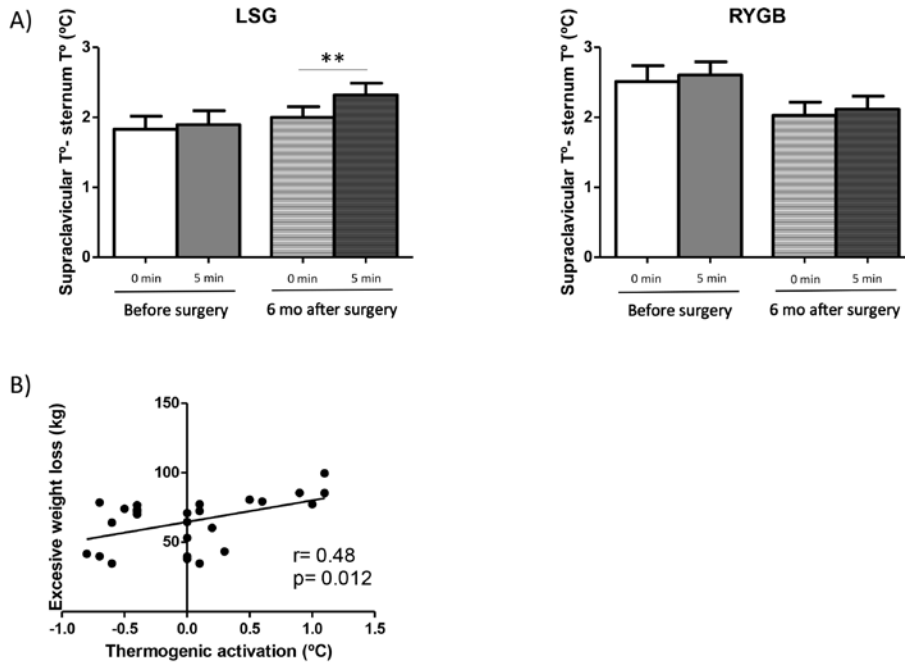 A)
LSG
Supraclavicular Tº- sternum Tº (ºC)
3
2
1
0
**
0 min 5 min 0 min 5 min
Before surgery 6 mo after surgery
RYGB
Supraclavicular Tº- sternum Tº (ºC)
3
2
1
0
0 min 5 min 0 min 5 min
Before surgery 6 mo after surgery
B)
Excesive weight loss (kg)
150
100
50
r= 0.48
p= 0.012
-1.0 -0.5 0.0 0.5 1.0 1.5
Thermogenic activation (ºC)